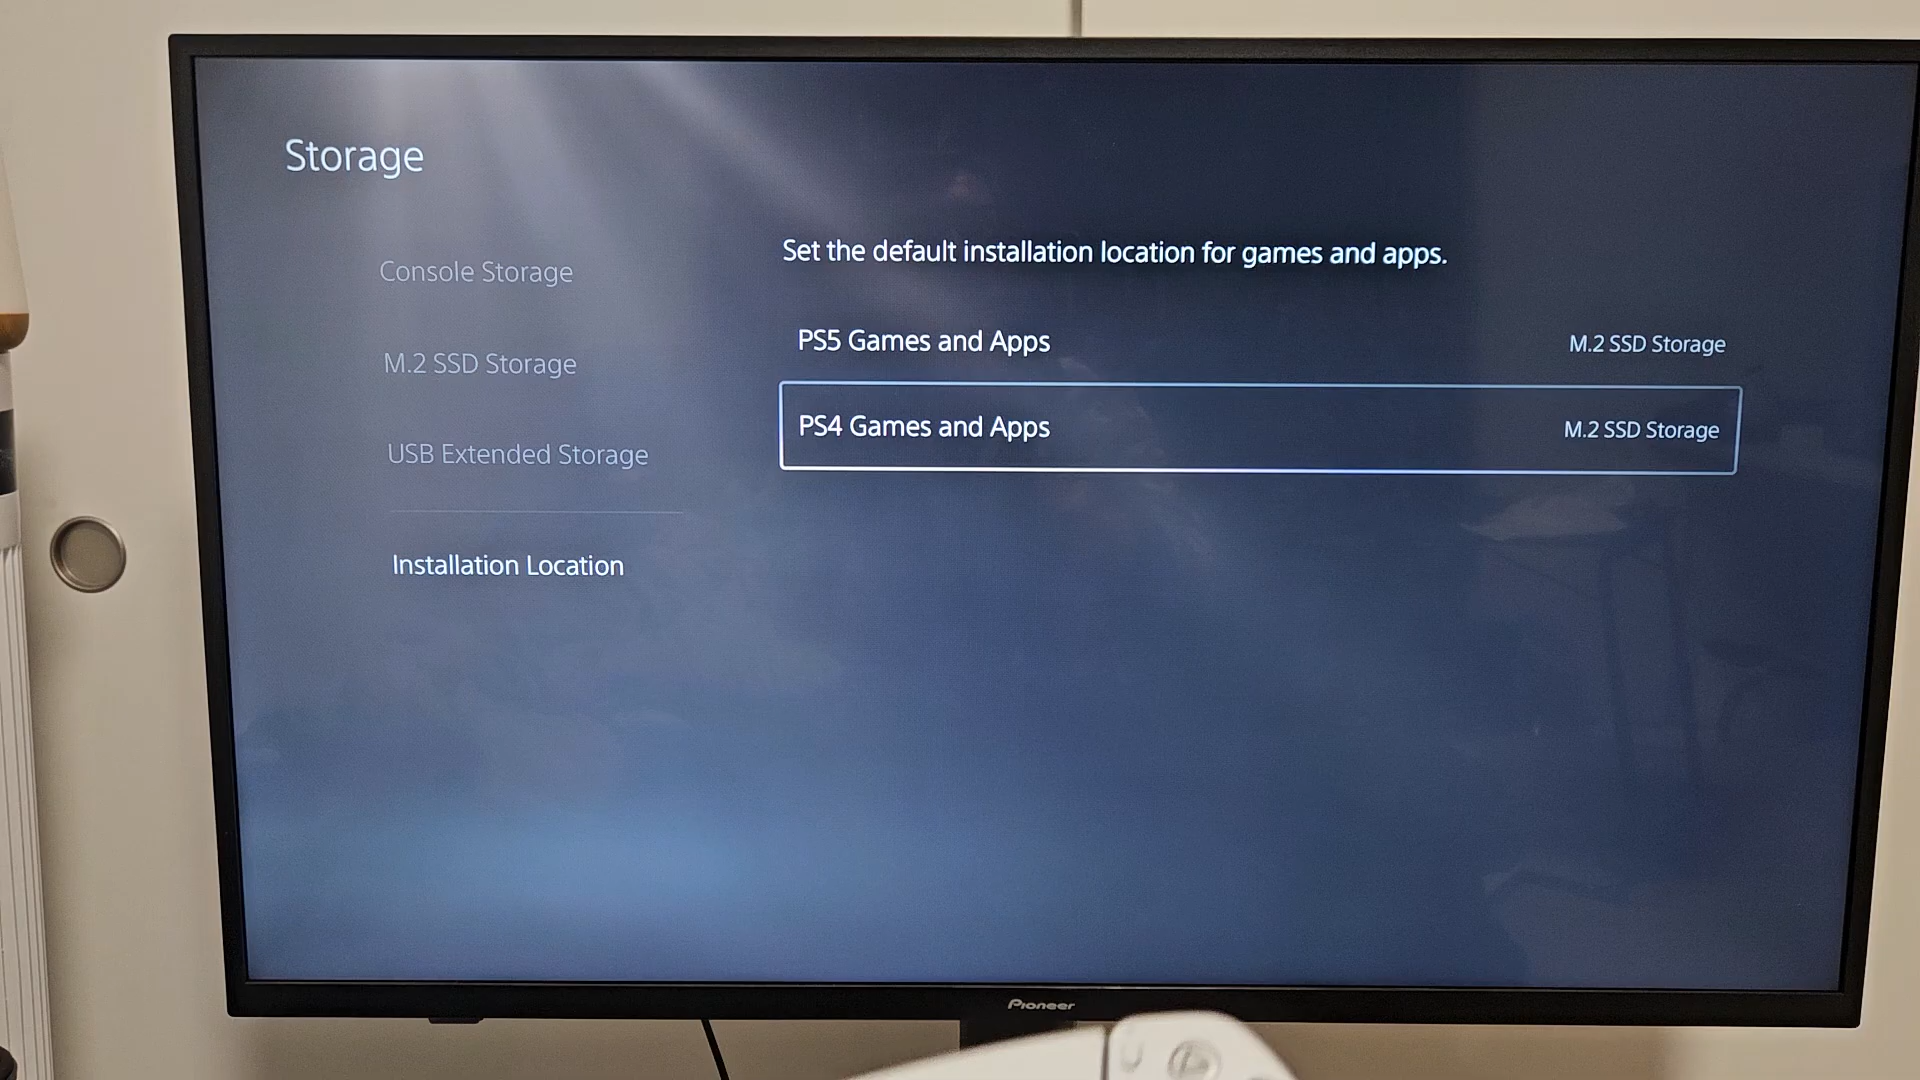 Storage
Console Storage
M.2 SSD Storage
USB Extended Storage
Installation Location
Set the default installation location for games and apps.
PS5 Games and Apps M.2 SSD Storage
PS4 Games and Apps M.2 SSD Storage
Pioneer